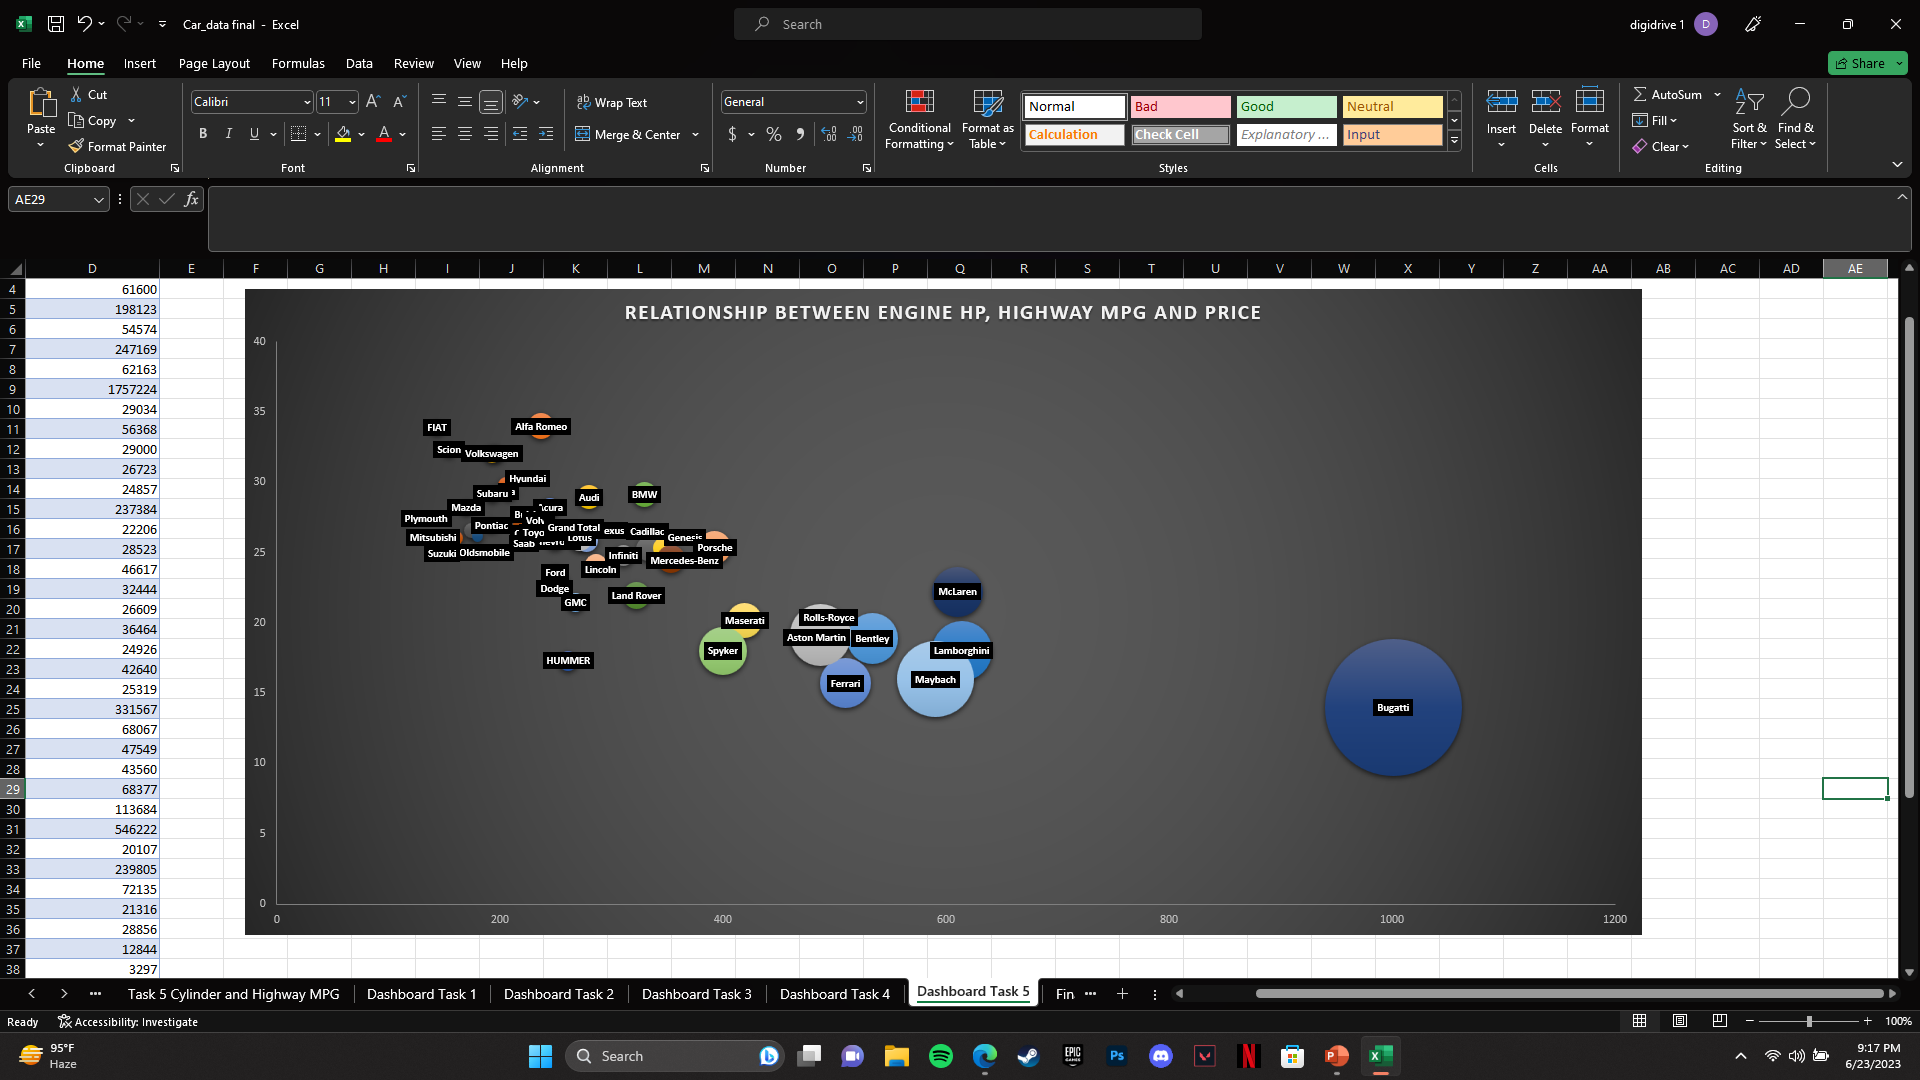 Car_data final - Excel
Search
digidrive 1
D
File Home Insert Page Layout Formulas Data Review View Help
Share
Paste
Cut
Copy
Format Painter
Clipboard
Calibri 11
B I U
Font
Wrap Text
Merge & Center
Alignment
General
$ % ,
Number
Conditional Formatting
Format as Table
Normal Bad Good Neutral
Calculation Check Cell Explanatory ... Input
Styles
Insert Delete Format
Cells
AutoSum
Fill
Clear
Sort & Filter
Find & Select
Editing
AE29
fx
D E F G H I J K L M N O P Q R S T U V W X Y Z AA AB AC AD AE
4 61600
5 198123
6 54574
7 247169
8 62163
9 1757224
10 29034
11 56368
12 29000
13 26723
14 24857
15 237384
16 22206
17 28523
18 46617
19 32444
20 26609
21 36464
22 24926
23 42640
24 25319
25 331567
26 68067
27 47549
28 43560
29 68377
30 113684
31 546222
32 20107
33 239805
34 72135
35 21316
36 28856
37 12844
38 3297
RELATIONSHIP BETWEEN ENGINE HP, HIGHWAY MPG AND PRICE
40
35
30
25
20
15
10
5
0
0 200 400 600 800 1000 1200
FIAT
Alfa Romeo
Scion
Volkswagen
Hyundai
Subaru
Audi
BMW
Mazda
Plymouth
Pontiac
Grand Total
Cadillac
Mitsubishi
Saab
Lotus
Genesis
Porsche
Suzuki
Oldsmobile
Infiniti
Mercedes-Benz
Lincoln
Ford
Dodge
Land Rover
GMC
McLaren
Maserati
Rolls-Royce
Aston Martin
Bentley
Spyker
Lamborghini
HUMMER
Ferrari
Maybach
Bugatti
Task 5 Cylinder and Highway MPG Dashboard Task 1 Dashboard Task 2 Dashboard Task 3 Dashboard Task 4 Dashboard Task 5 Fin
Ready
Accessibility: Investigate
100%
95°F
Haze
Search
EPIC GAMES
Ps
9:17 PM
6/23/2023